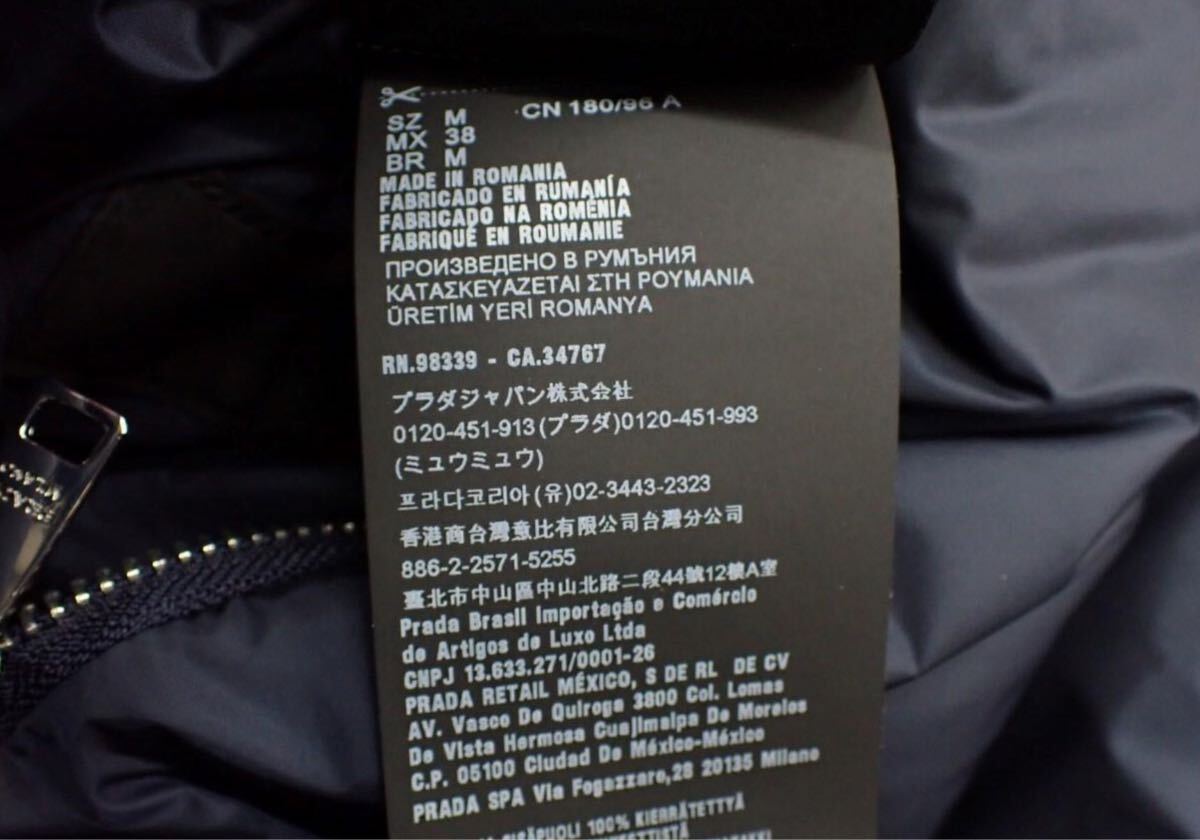 SZ M CN 180/96 A
MX 38
BR M
MADE IN ROMANIA
FABRICADO EN RUMANÍA
FABRICADO NA ROMÉNIA
FABRIQUÉ EN ROUMANIE
ПРОИЗВЕДЕНО В РУМЪНИЯ
ΚΑΤΑΣΚΕΥΑΖΕΤΑΙ ΣΤΗ ΡΟΥΜΑΝΙΑ
ÜRETİM YERİ ROMANYA
RN.98339 - CA.34767
プラダジャパン株式会社
0120-451-913(プラダ)0120-451-993
(ミュウミュウ)
프라다코리아(유)02-3443-2323
香港商台灣意比有限公司台灣分公司
886-2-2571-5255
臺北市中山區中山北路二段44號12樓A室
Prada Brasil Importação e Comércio
de Artigos de Luxo Ltda
CNPJ 13.633.271/0001-26
PRADA RETAIL MÉXICO, S DE RL DE CV
AV. Vasco De Quiroga 3800 Col. Lomas
De Vista Hermosa Cuajimalpa De Morelos
C.P. 05100 Ciudad De México-México
PRADA SPA Via Fogazzaro,28 20135 Milano
SISÄPUOLI 100% KIERRÄTETTYÄ